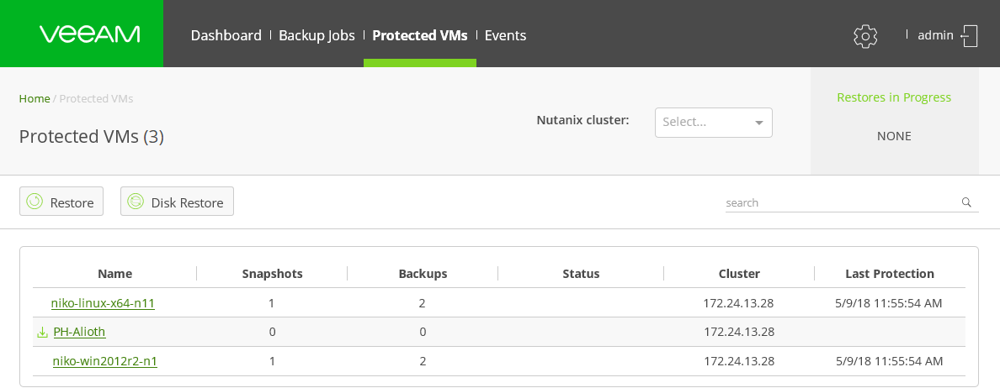 VEEAM
Dashboard | Backup Jobs | Protected VMs | Events
admin
Home / Protected VMs
Protected VMs (3)
Nutanix cluster:
Select...
Restores in Progress
NONE
Restore
Disk Restore
search
Name Snapshots Backups Status Cluster Last Protection
niko-linux-x64-n11 1 2 172.24.13.28 5/9/18 11:55:54 AM
PH-Alioth 0 0 172.24.13.28
niko-win2012r2-n1 1 2 172.24.13.28 5/9/18 11:55:54 AM